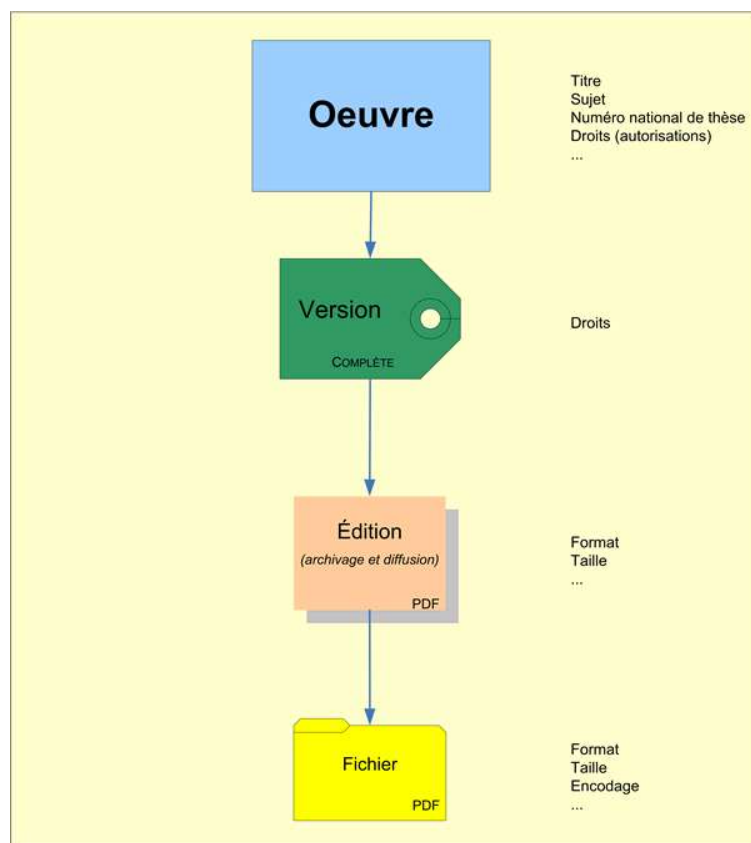 Oeuvre
Titre
Sujet
Numéro national de thèse
Droits (autorisations)
...
Version
COMPLÈTE
Droits
Édition
(archivage et diffusion)
PDF
Format
Taille
...
Fichier
PDF
Format
Taille
Encodage
...